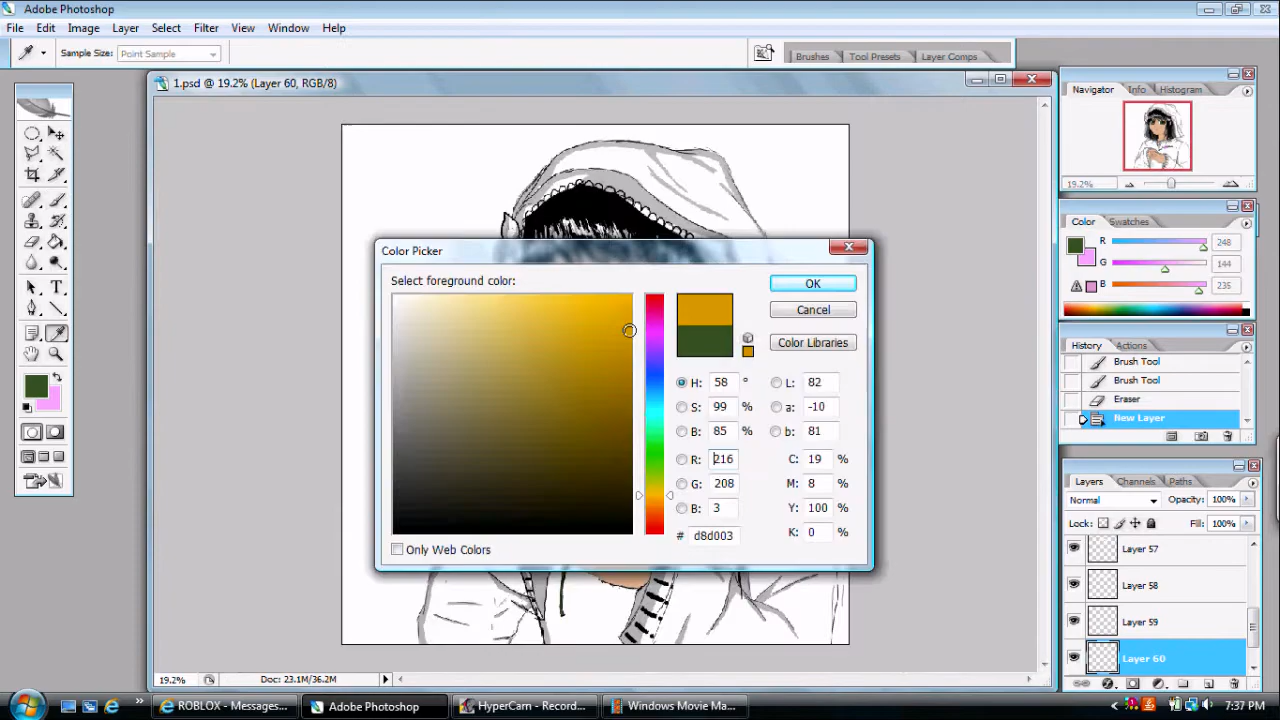 Adobe Photoshop
File Edit Image Layer Select Filter View Window Help
Sample Size: Point Sample
Brushes Tool Presets Layer Comps
1.psd @ 19.2% (Layer 60, RGB/8)
Navigator Info Histogram
19.2%
Color Swatches
R 248
G 144
B 235
Color Picker
Select foreground color:
OK
Cancel
Color Libraries
H: 58 °
S: 99 %
B: 85 %
R: 216
G: 208
B: 3
# d8d003
L: 82
a: -10
b: 81
C: 19 %
M: 8 %
Y: 100 %
K: 0 %
Only Web Colors
History Actions
Brush Tool
Brush Tool
Eraser
New Layer
Layers Channels Paths
Normal Opacity: 100%
Lock: Fill: 100%
Layer 57
Layer 58
Layer 59
Layer 60
19.2% Doc: 23.1M/36.2M
ROBLOX - Messages... Adobe Photoshop HyperCam - Recor... Windows Movie Ma... 7:37 PM